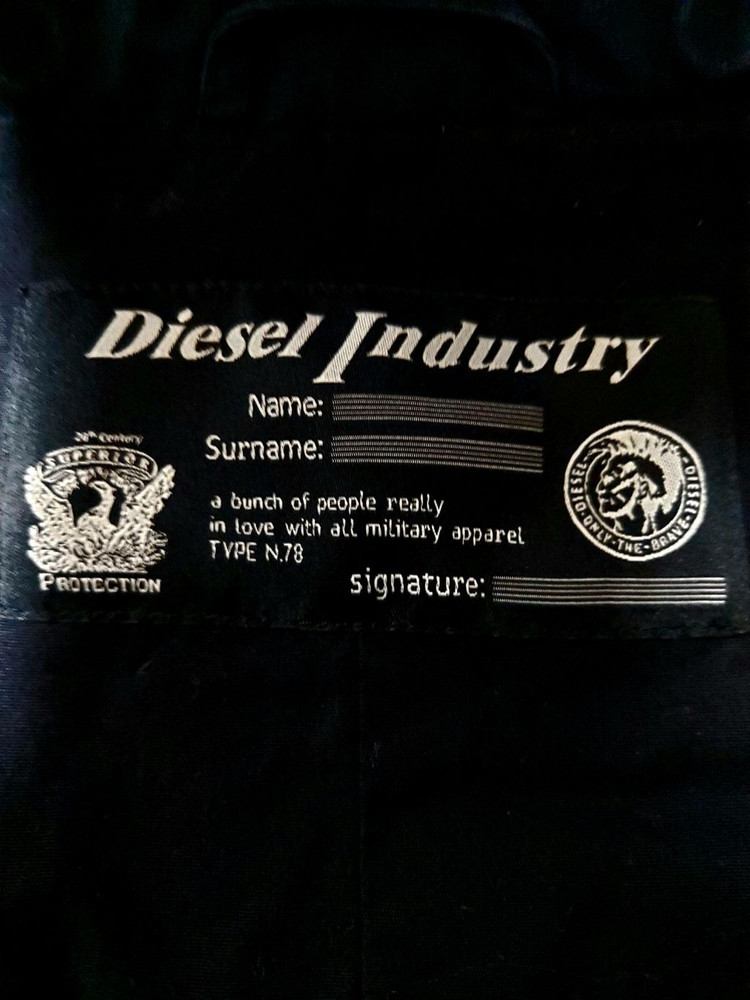 Diesel Industry
Name:
Surname:
20th Century
SUPERIOR
PROTECTION
a bunch of people really
in love with all military apparel
TYPE N.78
signature:
DIESEL·ONLY·THE·BRAVE·DIESEL